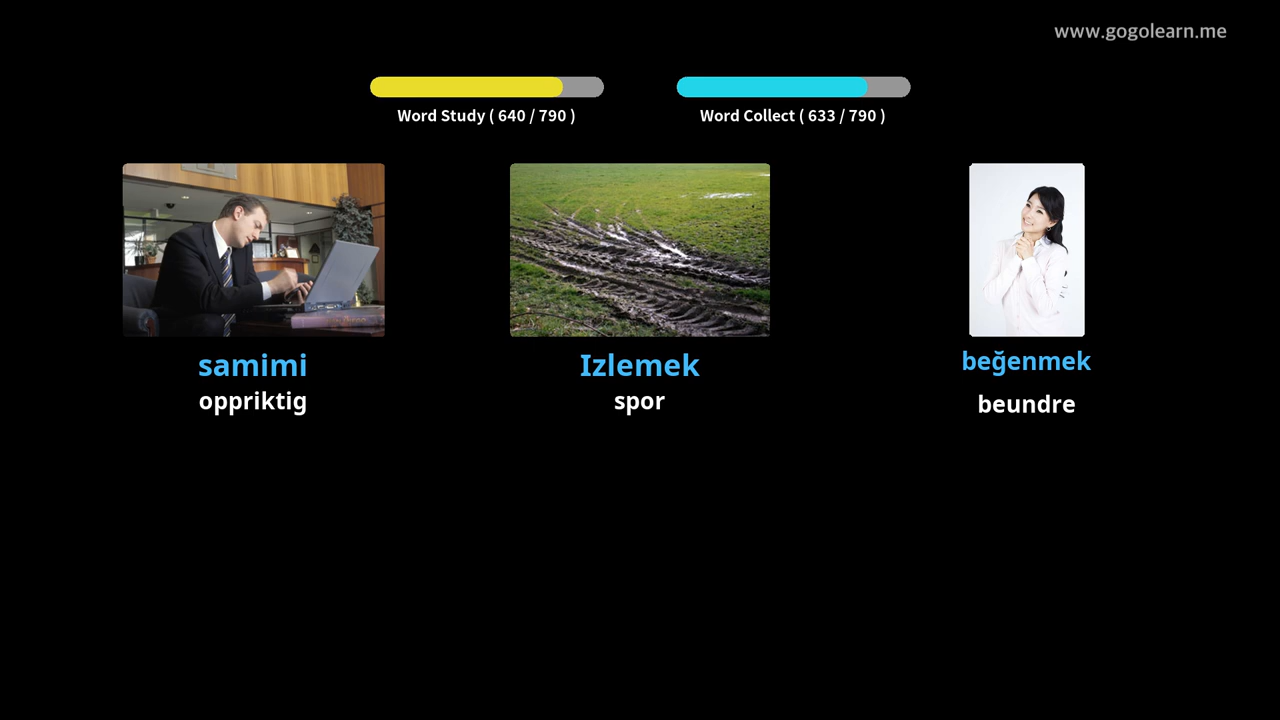 www.gogolearn.me
Word Study ( 640 / 790 )
Word Collect ( 633 / 790 )
samimi
oppriktig
Izlemek
spor
beğenmek
beundre